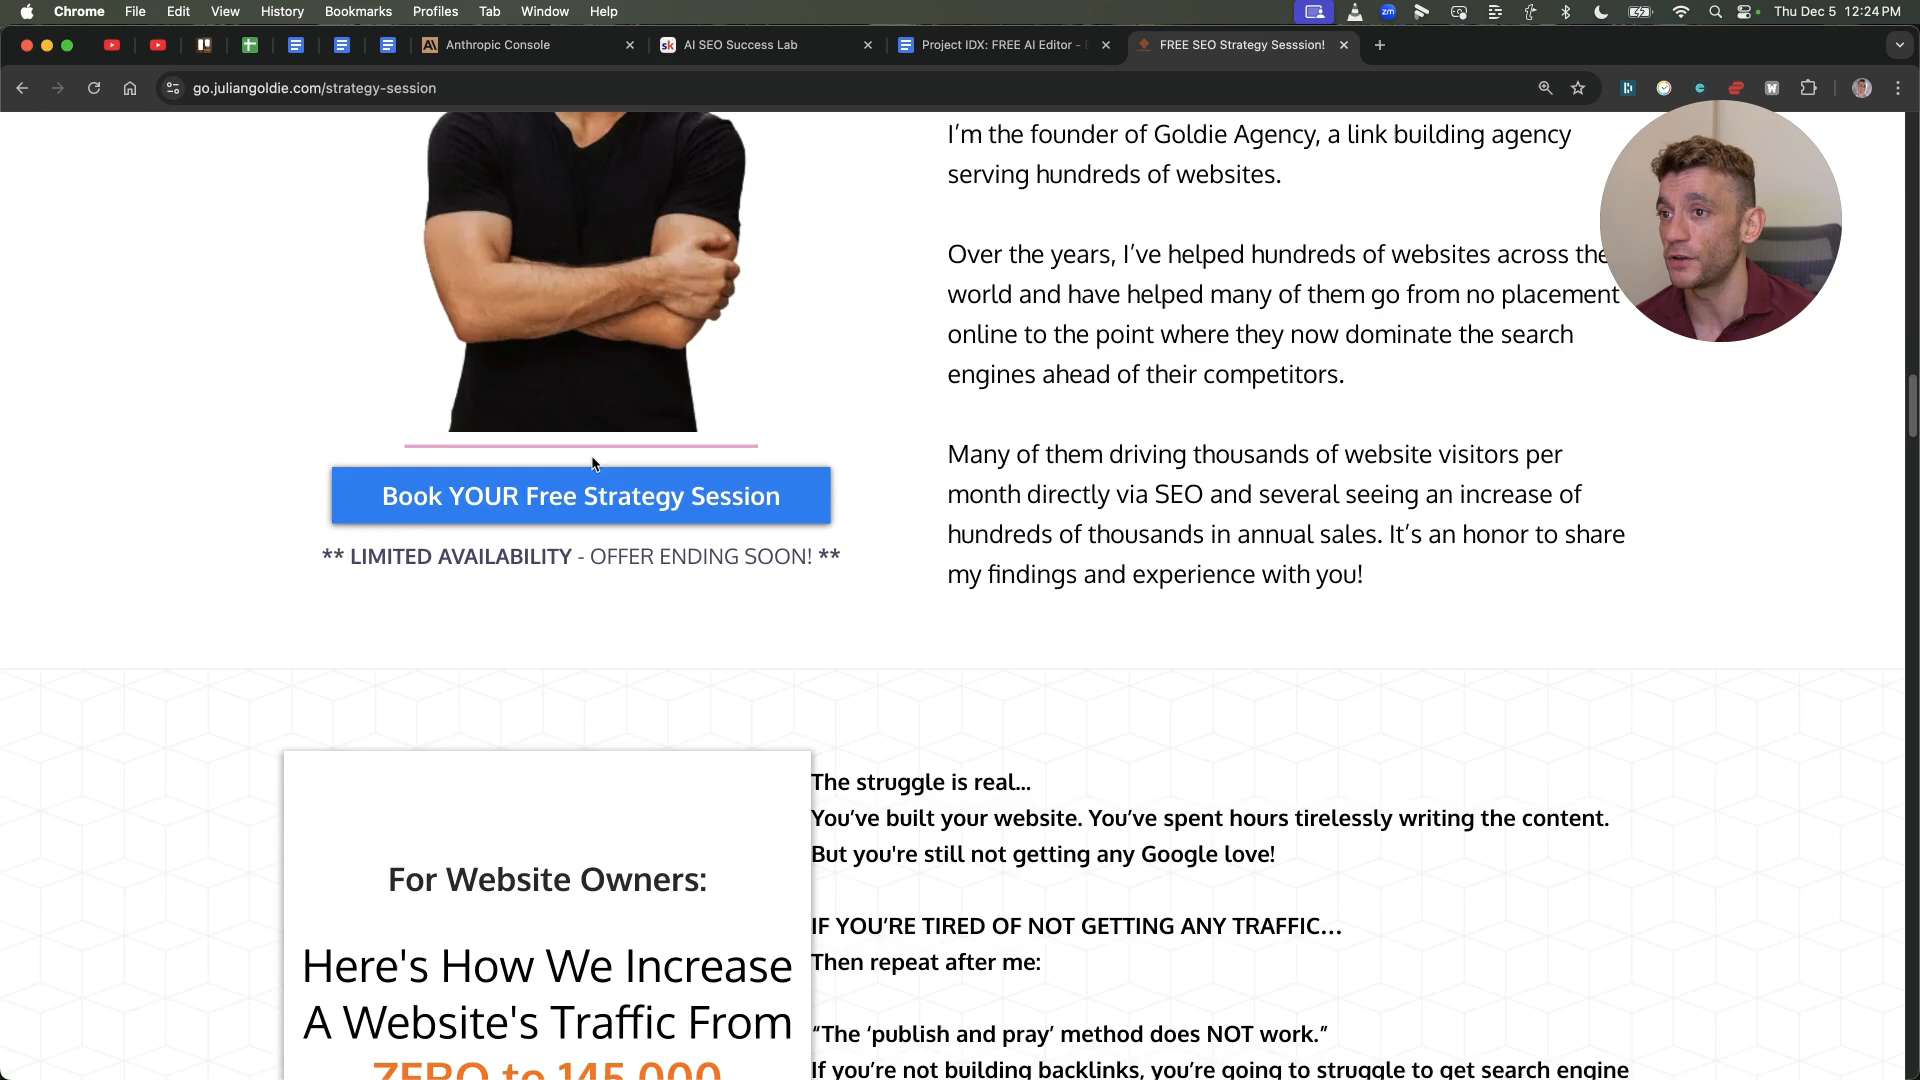 Chrome File Edit View History Bookmarks Profiles Tab Window Help
zm
Thu Dec 5 12:24 PM
Anthropic Console
sk AI SEO Success Lab
Project IDX: FREE AI Editor -
FREE SEO Strategy Sesssion!
go.juliangoldie.com/strategy-session
I’m the founder of Goldie Agency, a link building agency
serving hundreds of websites.
Over the years, I’ve helped hundreds of websites across the
world and have helped many of them go from no placement
online to the point where they now dominate the search
engines ahead of their competitors.
Many of them driving thousands of website visitors per
month directly via SEO and several seeing an increase of
hundreds of thousands in annual sales. It’s an honor to share
my findings and experience with you!
Book YOUR Free Strategy Session
** LIMITED AVAILABILITY - OFFER ENDING SOON! **
For Website Owners:
Here's How We Increase
A Website's Traffic From
ZERO to 145,000
The struggle is real...
You’ve built your website. You’ve spent hours tirelessly writing the content.
But you're still not getting any Google love!
IF YOU’RE TIRED OF NOT GETTING ANY TRAFFIC…
Then repeat after me:
“The ‘publish and pray’ method does NOT work.”
If you’re not building backlinks, you’re going to struggle to get search engine